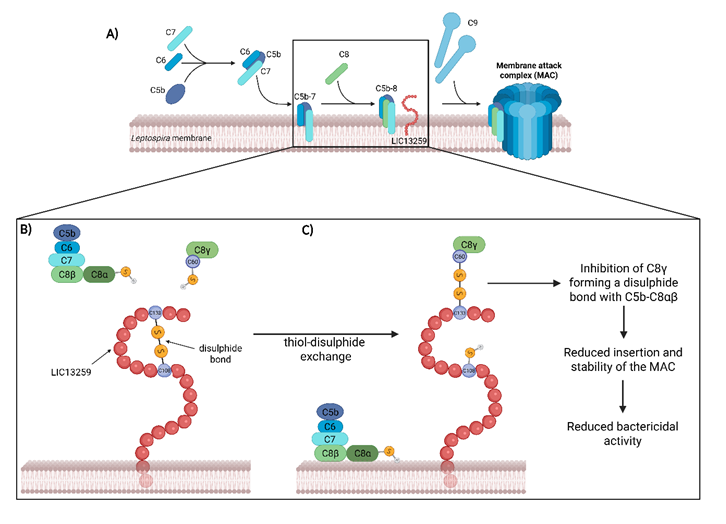 A)
C7
C6
C5b
C6
C5b
C7
C5b-7
C8
C5b-8
LIC13259
C9
Membrane attack
complex (MAC)
Leptospira membrane
B)
C5b
C6
C7
C8β
C8α
S
H
C8γ
C60
S
H
C173
S
S
C108
disulphide
bond
LIC13259
thiol-disulphide
exchange
C)
C8γ
C60
S
S
C173
S
H
C108
C5b
C6
C7
C8β
C8α
S
H
Inhibition of C8γ
forming a disulphide
bond with C5b-C8αβ
Reduced insertion and
stability of the MAC
Reduced bactericidal
activity